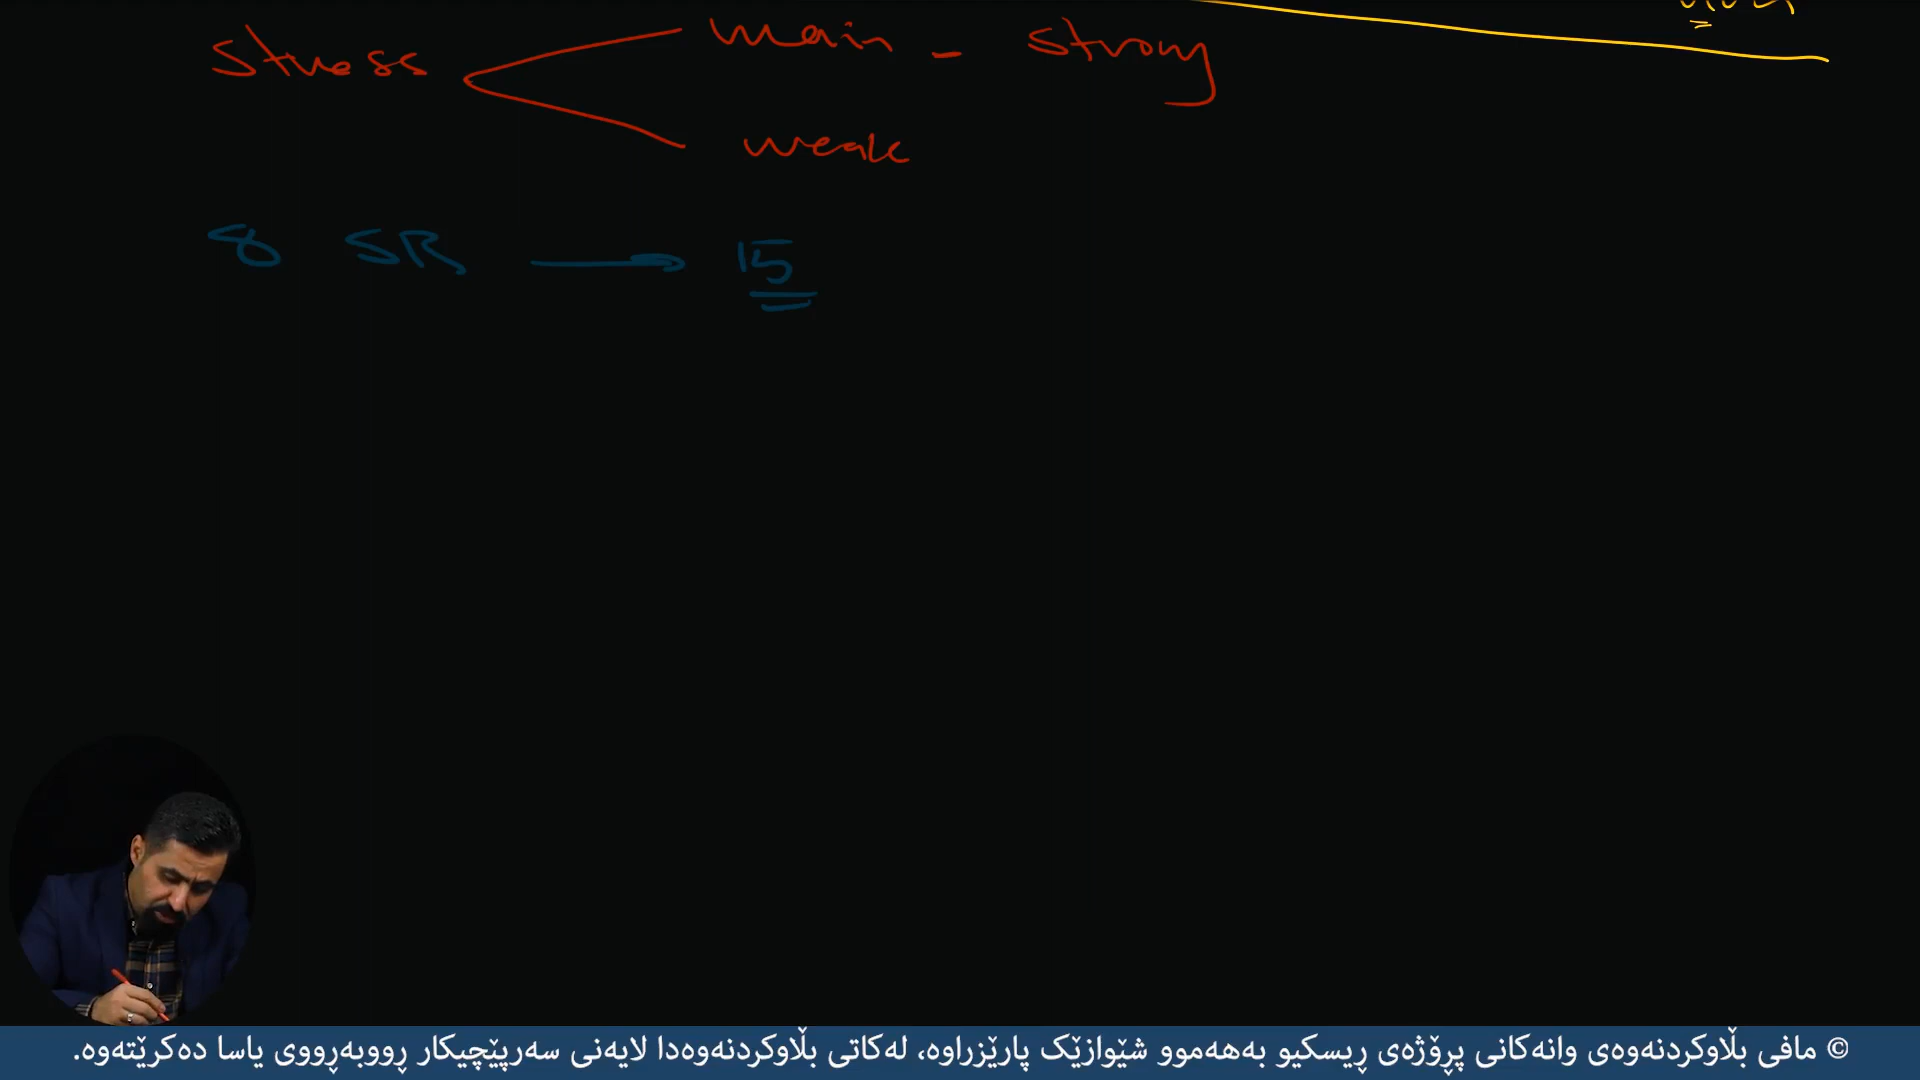 stress main - strong
weak
8 SR → 15
© مافی بڵاوکردنەوەی وانەکانی پڕۆژەی ڕیسکیو بەهەموو شێوازێک پارێزراوە، لەکاتی بڵاوکردنەوەدا لایەنی سەرپێچیکار ڕووبەڕووی یاسا دەکرێتەوە.